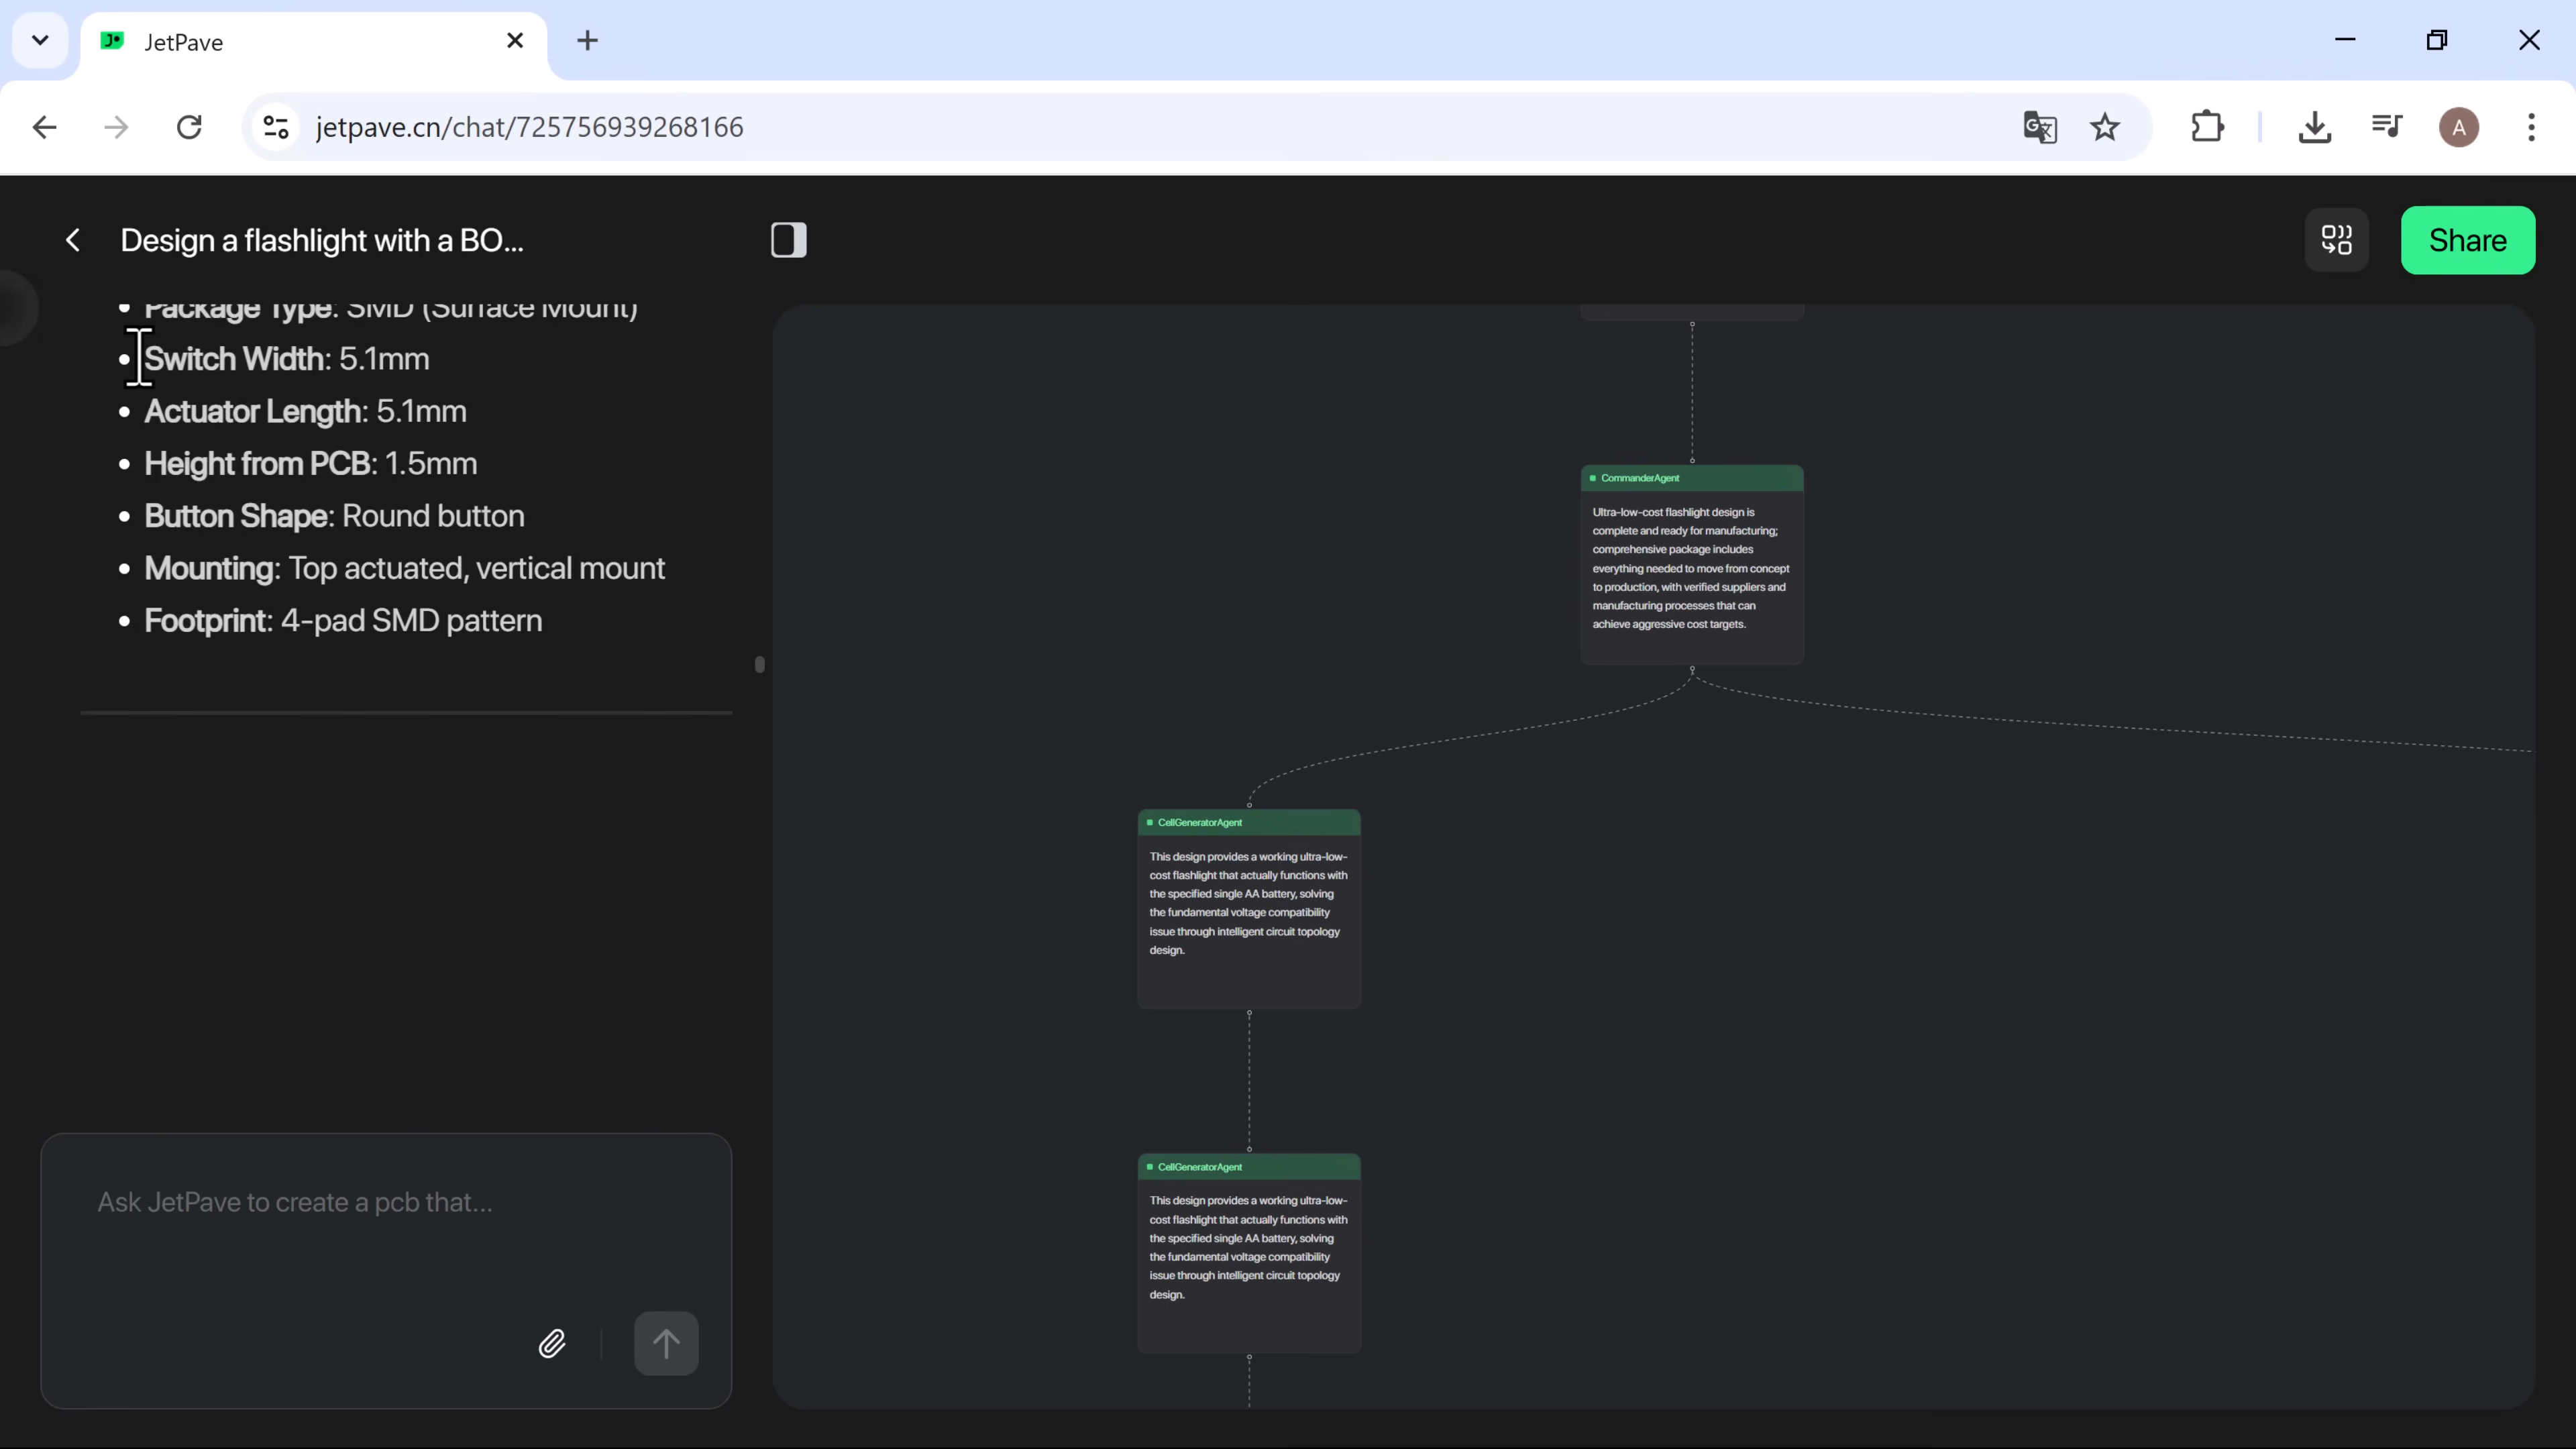 JetPave
jetpave.cn/chat/725756939268166
A
Design a flashlight with a BO...
Share
Package Type: SMD (Surface Mount)
Switch Width: 5.1mm
Actuator Length: 5.1mm
Height from PCB: 1.5mm
Button Shape: Round button
Mounting: Top actuated, vertical mount
Footprint: 4-pad SMD pattern
Ask JetPave to create a pcb that...
CommanderAgent
Ultra-low-cost flashlight design is
complete and ready for manufacturing;
comprehensive package includes
everything needed to move from concept
to production, with verified suppliers and
manufacturing processes that can
achieve aggressive cost targets.
CellGeneratorAgent
This design provides a working ultra-low-
cost flashlight that actually functions with
the specified single AA battery, solving
the fundamental voltage compatibility
issue through intelligent circuit topology
design.
CellGeneratorAgent
This design provides a working ultra-low-
cost flashlight that actually functions with
the specified single AA battery, solving
the fundamental voltage compatibility
issue through intelligent circuit topology
design.